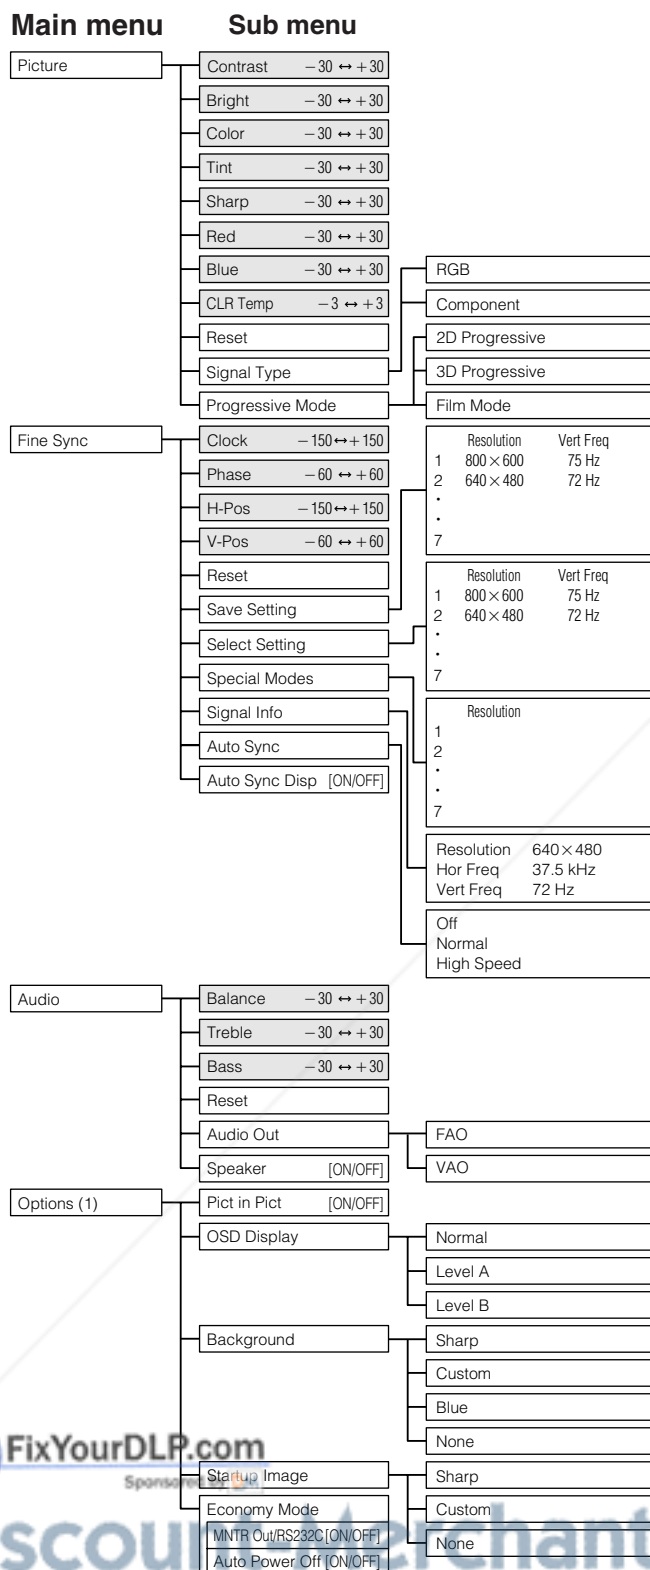 Main menu Sub menu
Picture
Contrast −30 ↔ +30
Bright −30 ↔ +30
Color −30 ↔ +30
Tint −30 ↔ +30
Sharp −30 ↔ +30
Red −30 ↔ +30
Blue −30 ↔ +30
CLR Temp −3 ↔ +3
Reset
Signal Type
RGB
Component
Progressive Mode
2D Progressive
3D Progressive
Film Mode
Fine Sync
Clock −150 ↔ +150
Phase −60 ↔ +60
H-Pos −150 ↔ +150
V-Pos −60 ↔ +60
Reset
Save Setting
Resolution Vert Freq
1 800×600 75 Hz
2 640×480 72 Hz
•
•
7
Select Setting
Resolution Vert Freq
1 800×600 75 Hz
2 640×480 72 Hz
•
•
7
Special Modes
Resolution
1
2
•
•
7
Signal Info
Resolution 640×480
Hor Freq 37.5 kHz
Vert Freq 72 Hz
Auto Sync
Off
Normal
High Speed
Auto Sync Disp [ON/OFF]
Audio
Balance −30 ↔ +30
Treble −30 ↔ +30
Bass −30 ↔ +30
Reset
Audio Out
FAO
VAO
Speaker [ON/OFF]
Options (1)
Pict in Pict [ON/OFF]
OSD Display
Normal
Level A
Level B
Background
Sharp
Custom
Blue
None
Startup Image
Sharp
Custom
None
Economy Mode
MNTR Out/RS232C [ON/OFF]
Auto Power Off [ON/OFF]
FixYourDLP.com
Sponsored by
scount-Merchant